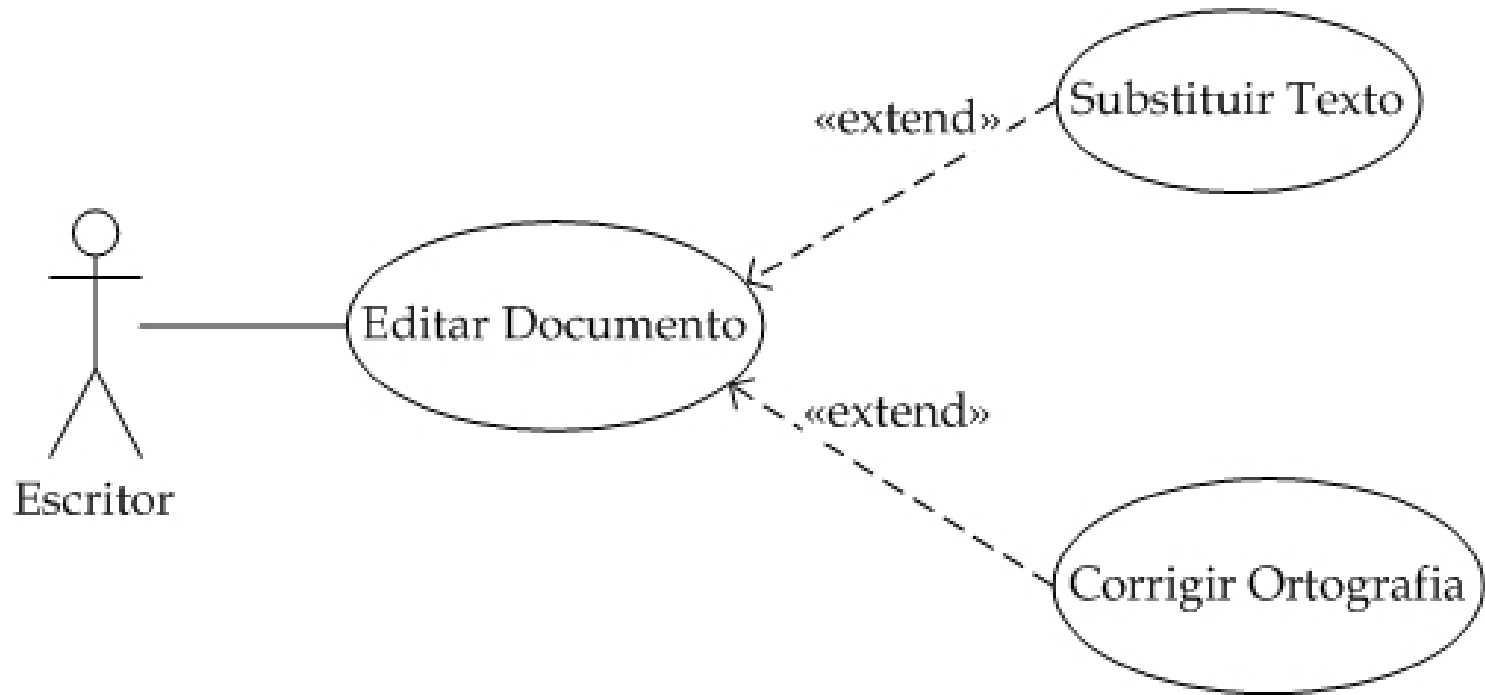 Substituir Texto
«extend»
Editar Documento
«extend»
Escritor
Corrigir Ortografia